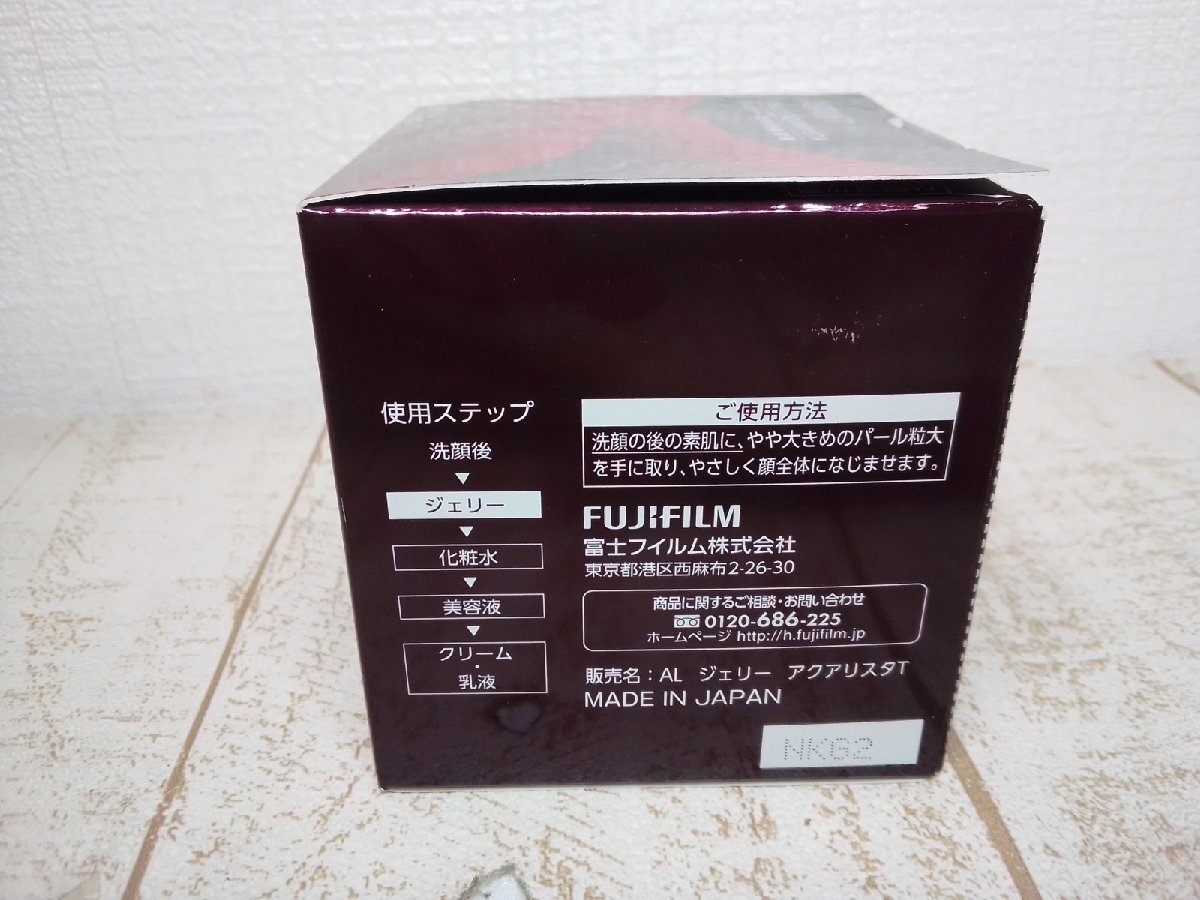 使用ステップ
洗顔後
▼
ジェリー
▼
化粧水
▼
美容液
▼
クリーム
・
乳液
ご使用方法
洗顔の後の素肌に、やや大きめのパール粒大
を手に取り、やさしく顔全体になじませます。
FUJIFILM
富士フイルム株式会社
東京都港区西麻布2-26-30
商品に関するご相談・お問い合わせ
0120-686-225
ホームページ http://h.fujifilm.jp
販売名：AL ジェリー アクアリスタT
MADE IN JAPAN
NKG2